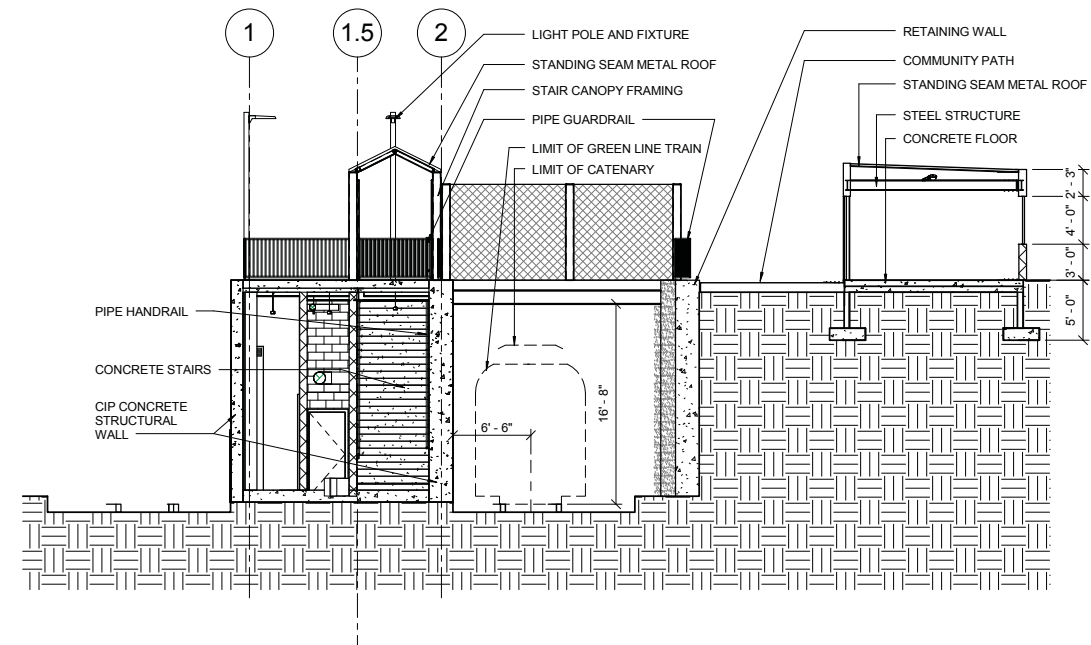 1
1.5
2
LIGHT POLE AND FIXTURE
STANDING SEAM METAL ROOF
STAIR CANOPY FRAMING
PIPE GUARDRAIL
LIMIT OF GREEN LINE TRAIN
LIMIT OF CATENARY
RETAINING WALL
COMMUNITY PATH
STANDING SEAM METAL ROOF
STEEL STRUCTURE
CONCRETE FLOOR
2' - 3"
4' - 0"
3' - 0"
5' - 0"
PIPE HANDRAIL
CONCRETE STAIRS
CIP CONCRETE
STRUCTURAL
WALL
6' - 6"
16' - 8"